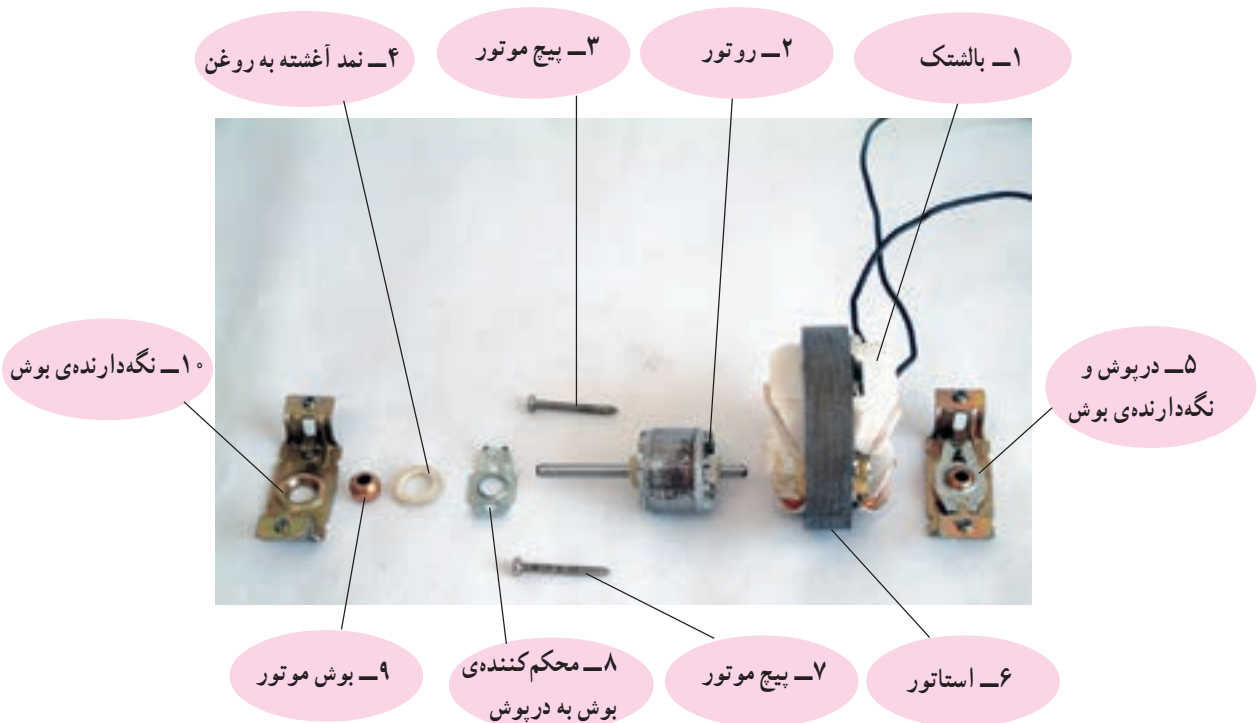 ۱ــ بالشتک
۲ــ روتور
۳ــ پیچ موتور
۴ــ نمد آغشته به روغن
۵ــ درپوش و
نگه‌دارنده‌ی بوش
۱۰ــ نگه‌دارنده‌ی بوش
۶ــ استاتور
۷ــ پیچ موتور
۸ــ محکم‌کننده‌ی
بوش به درپوش
۹ــ بوش موتور